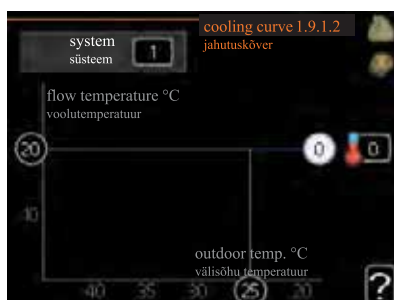 cooling curve 1.9.1.2
jahutuskõver
system
süsteem
1
flow temperature °C
voolutemperatuur
20
0
0
10
outdoor temp. °C
välisõhu temperatuur
40 35 30 25 20
?